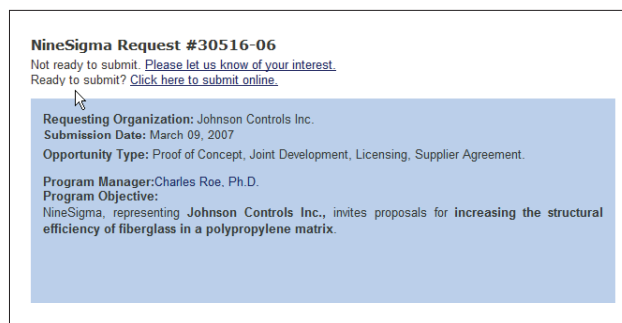 NineSigma Request #30516-06
Not ready to submit. Please let us know of your interest.
Ready to submit? Click here to submit online.
Requesting Organization: Johnson Controls Inc.
Submission Date: March 09, 2007
Opportunity Type: Proof of Concept, Joint Development, Licensing, Supplier Agreement.
Program Manager:Charles Roe, Ph.D.
Program Objective:
NineSigma, representing Johnson Controls Inc., invites proposals for increasing the structural
efficiency of fiberglass in a polypropylene matrix.